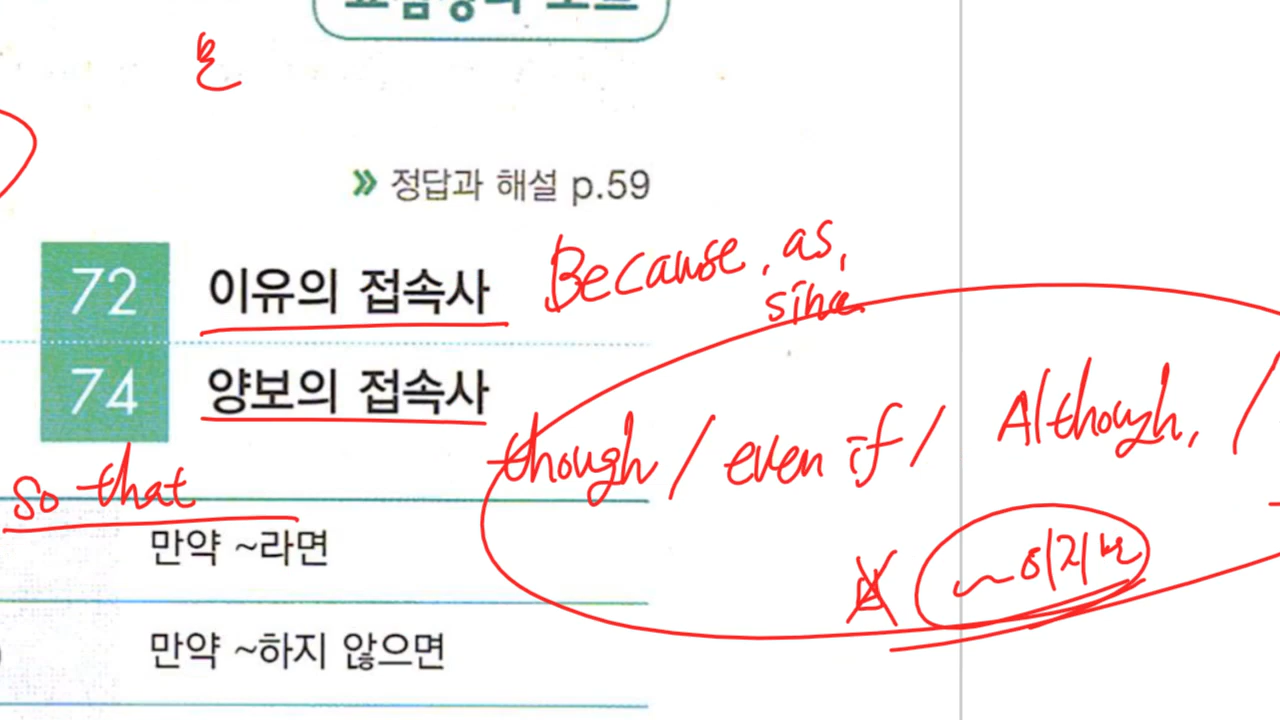 » 정답과 해설 p.59
72 이유의 접속사 Because, as,
since
74 양보의 접속사
though / even if / Although, /
so that
~이지만
만약 ~라면
만약 ~하지 않으면